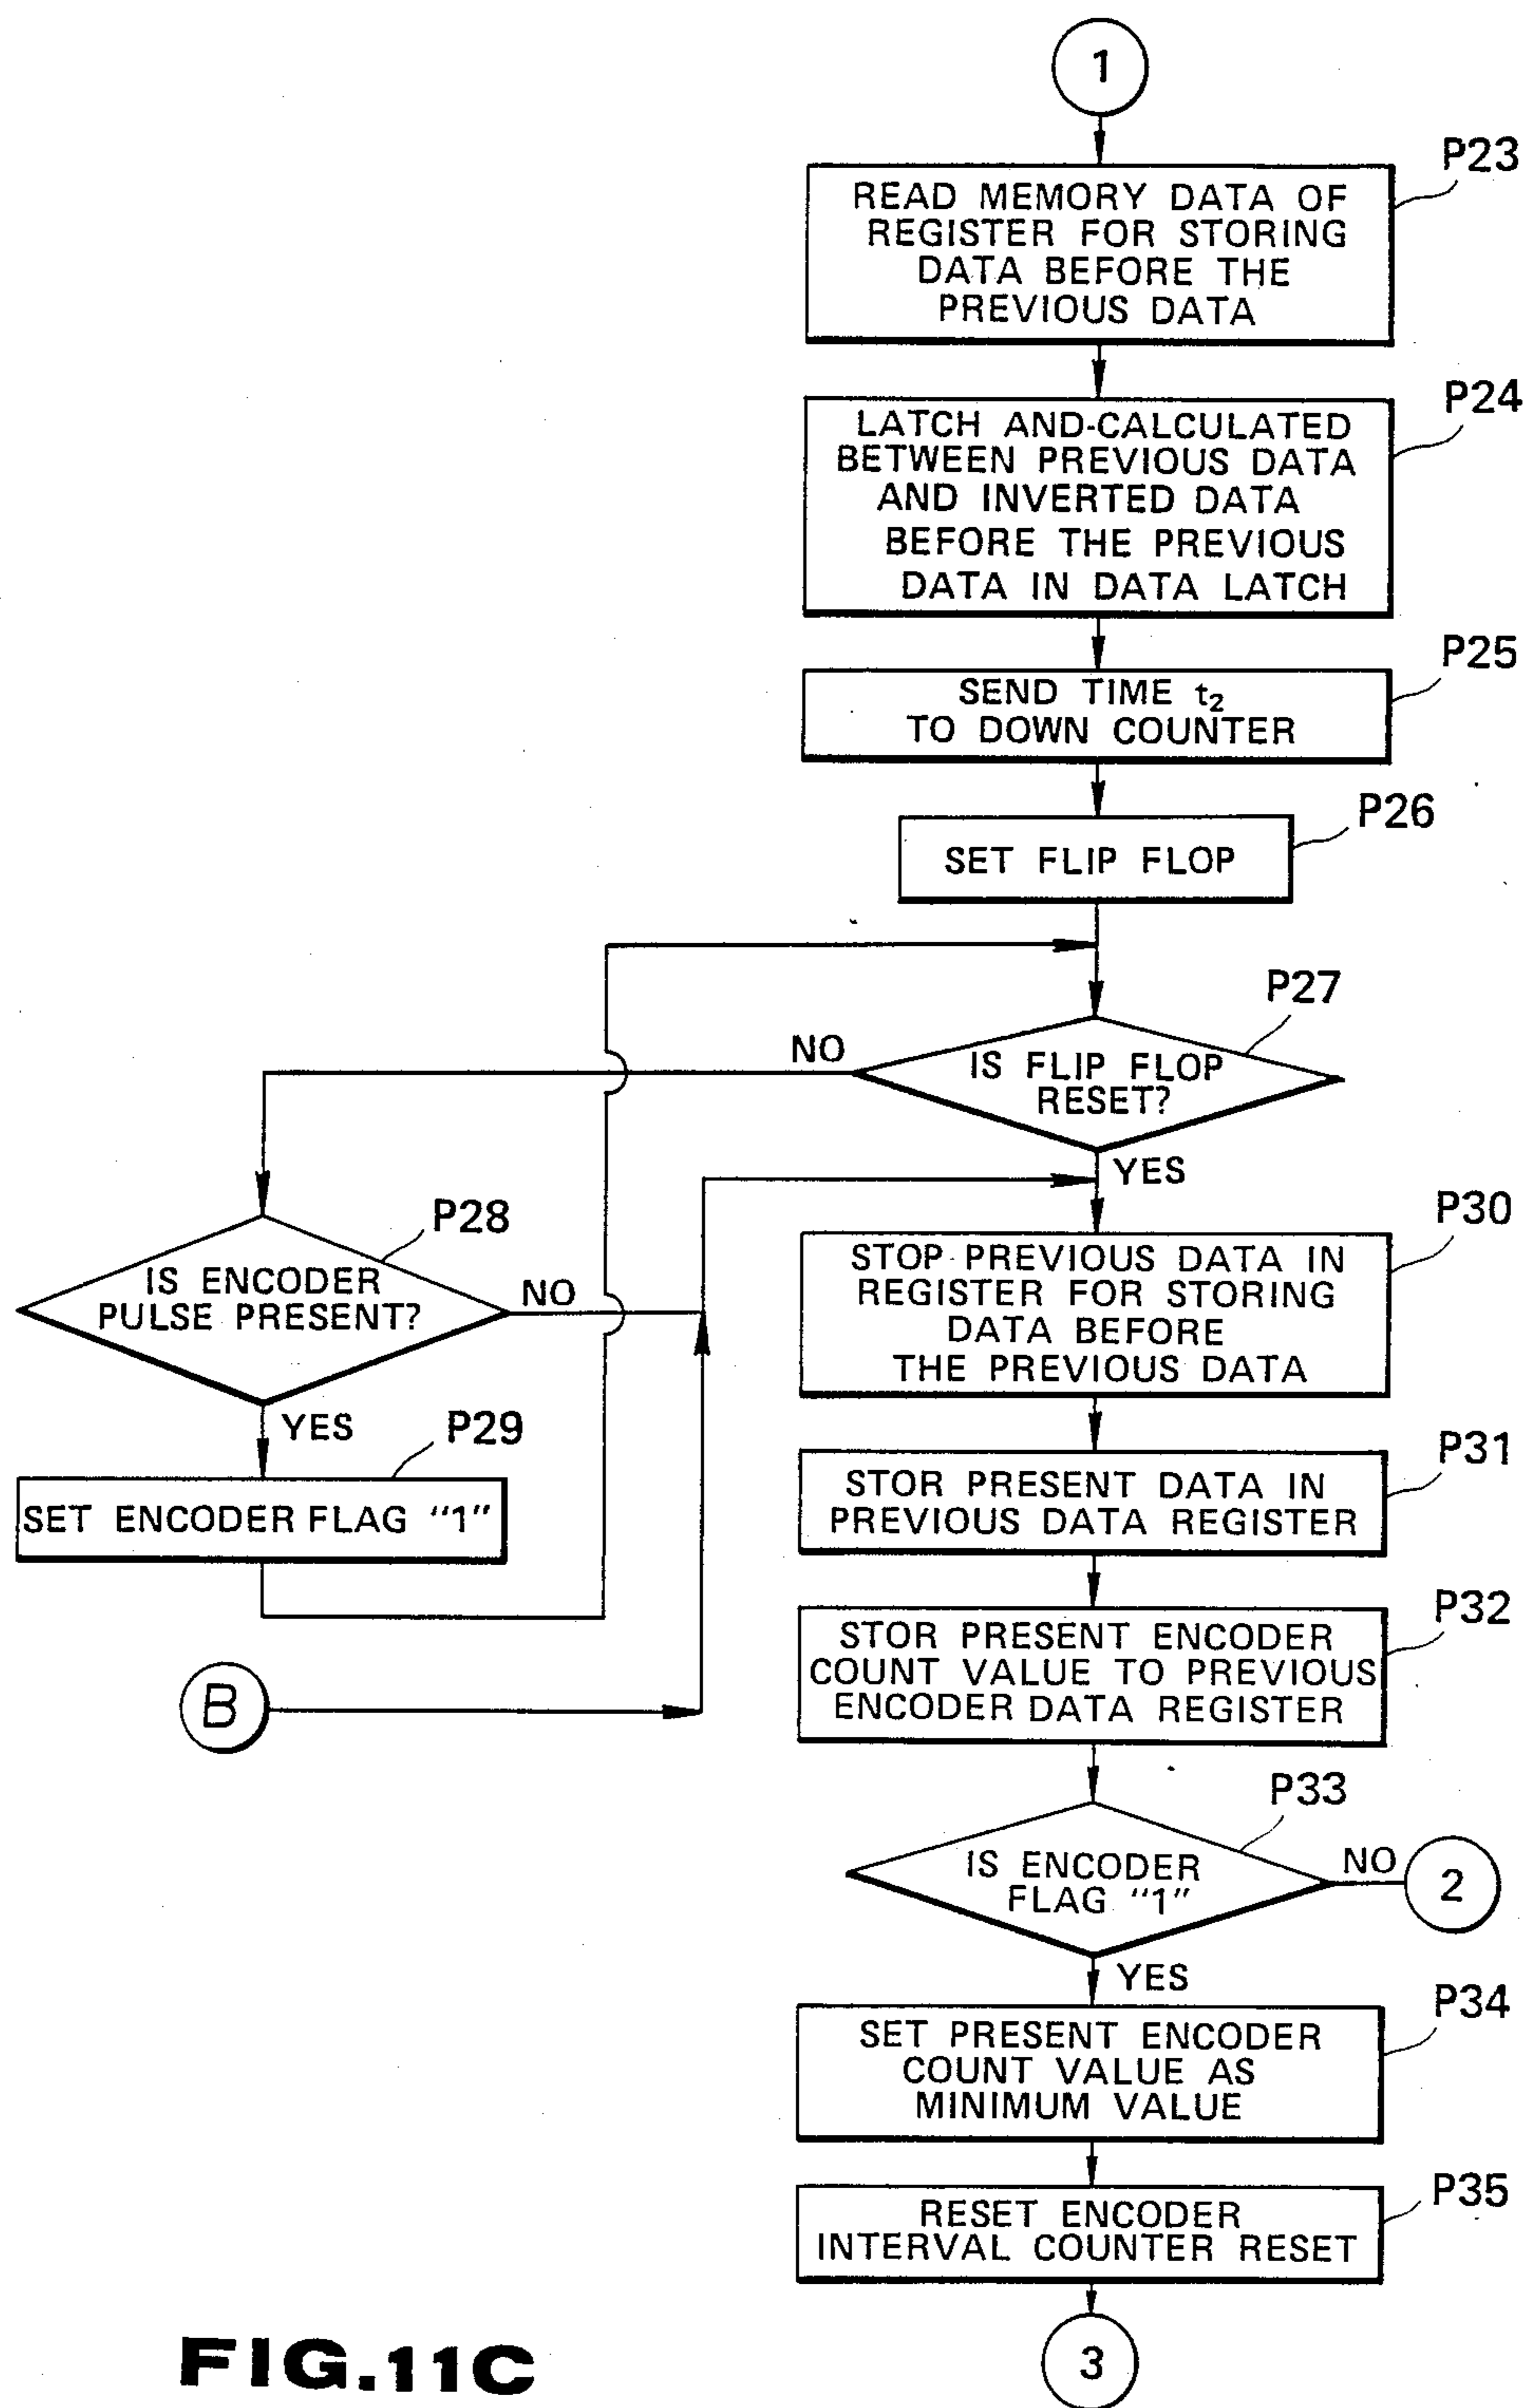 1
P23
READ MEMORY DATA OF
REGISTER FOR STORING
DATA BEFORE THE
PREVIOUS DATA
P24
LATCH AND-CALCULATED
BETWEEN PREVIOUS DATA
AND INVERTED DATA
BEFORE THE PREVIOUS
DATA IN DATA LATCH
P25
SEND TIME t₂
TO DOWN COUNTER
P26
SET FLIP FLOP
P27
NO
IS FLIP FLOP
RESET?
YES
P28
IS ENCODER
PULSE PRESENT?
NO
YES
P29
SET ENCODER FLAG "1"
B
P30
STOP PREVIOUS DATA IN
REGISTER FOR STORING
DATA BEFORE
THE PREVIOUS DATA
P31
STOR PRESENT DATA IN
PREVIOUS DATA REGISTER
P32
STOR PRESENT ENCODER
COUNT VALUE TO PREVIOUS
ENCODER DATA REGISTER
P33
IS ENCODER
FLAG "1"
NO
2
YES
P34
SET PRESENT ENCODER
COUNT VALUE AS
MINIMUM VALUE
P35
RESET ENCODER
INTERVAL COUNTER RESET
3
FIG.11C